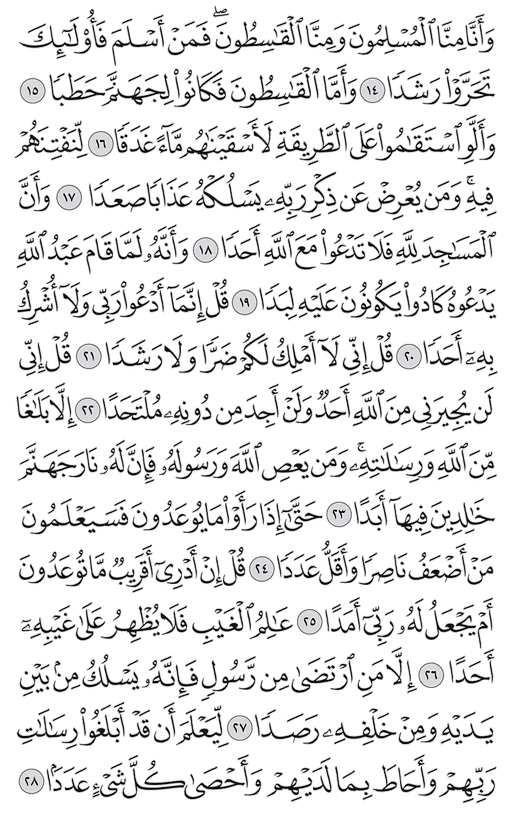 وَأَنَّا مِنَّا ٱلْمُسْلِمُونَ وَمِنَّا ٱلْقَٰسِطُونَۖ فَمَنْ أَسْلَمَ فَأُو۟لَٰٓئِكَ
تَحَرَّوْا۟ رَشَدًا ١٤ وَأَمَّا ٱلْقَٰسِطُونَ فَكَانُوا۟ لِجَهَنَّمَ حَطَبًا ١٥
وَأَلَّوِ ٱسْتَقَٰمُوا۟ عَلَى ٱلطَّرِيقَةِ لَأَسْقَيْنَٰهُم مَّآءً غَدَقًا ١٦ لِّنَفْتِنَهُمْ
فِيهِۚ وَمَن يُعْرِضْ عَن ذِكْرِ رَبِّهِۦ يَسْلُكْهُ عَذَابًا صَعَدًا ١٧ وَأَنَّ
ٱلْمَسَٰجِدَ لِلَّهِ فَلَا تَدْعُوا۟ مَعَ ٱللَّهِ أَحَدًا ١٨ وَأَنَّهُۥ لَمَّا قَامَ عَبْدُ ٱللَّهِ
يَدْعُوهُ كَادُوا۟ يَكُونُونَ عَلَيْهِ لِبَدًا ١٩ قُلْ إِنَّمَآ أَدْعُوا۟ رَبِّى وَلَآ أُشْرِكُ
بِهِۦٓ أَحَدًا ٢٠ قُلْ إِنِّى لَآ أَمْلِكُ لَكُمْ ضَرًّا وَلَا رَشَدًا ٢١ قُلْ إِنِّى
لَن يُجِيرَنِى مِنَ ٱللَّهِ أَحَدٌ وَلَنْ أَجِدَ مِن دُونِهِۦ مُلْتَحَدًا ٢٢ إِلَّا بَلَٰغًا
مِّنَ ٱللَّهِ وَرِسَٰلَٰتِهِۦۚ وَمَن يَعْصِ ٱللَّهَ وَرَسُولَهُۥ فَإِنَّ لَهُۥ نَارَ جَهَنَّمَ
خَٰلِدِينَ فِيهَآ أَبَدًا ٢٣ حَتَّىٰٓ إِذَا رَأَوْا۟ مَا يُوعَدُونَ فَسَيَعْلَمُونَ
مَنْ أَضْعَفُ نَاصِرًا وَأَقَلُّ عَدَدًا ٢٤ قُلْ إِنْ أَدْرِىٓ أَقَرِيبٌ مَّا تُوعَدُونَ
أَمْ يَجْعَلُ لَهُۥ رَبِّىٓ أَمَدًا ٢٥ عَٰلِمُ ٱلْغَيْبِ فَلَا يُظْهِرُ عَلَىٰ غَيْبِهِۦٓ
أَحَدًا ٢٦ إِلَّا مَنِ ٱرْتَضَىٰ مِن رَّسُولٍ فَإِنَّهُۥ يَسْلُكُ مِنۢ بَيْنِ
يَدَيْهِ وَمِنْ خَلْفِهِۦ رَصَدًا ٢٧ لِّيَعْلَمَ أَن قَدْ أَبْلَغُوا۟ رِسَٰلَٰتِ
رَبِّهِمْ وَأَحَاطَ بِمَا لَدَيْهِمْ وَأَحْصَىٰ كُلَّ شَىْءٍ عَدَدًۢا ٢٨